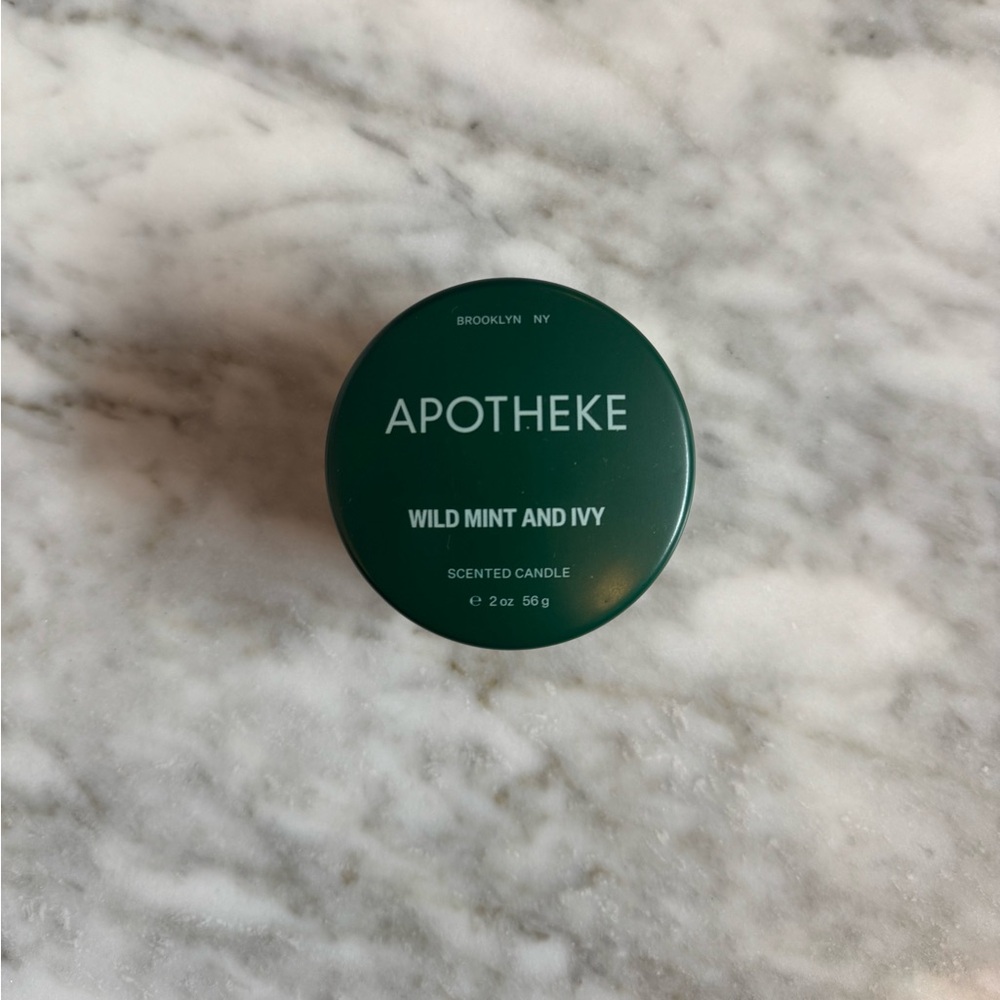 BROOKLYN NY
APOTHEKE
WILD MINT AND IVY
SCENTED CANDLE
℮ 2 oz 56 g